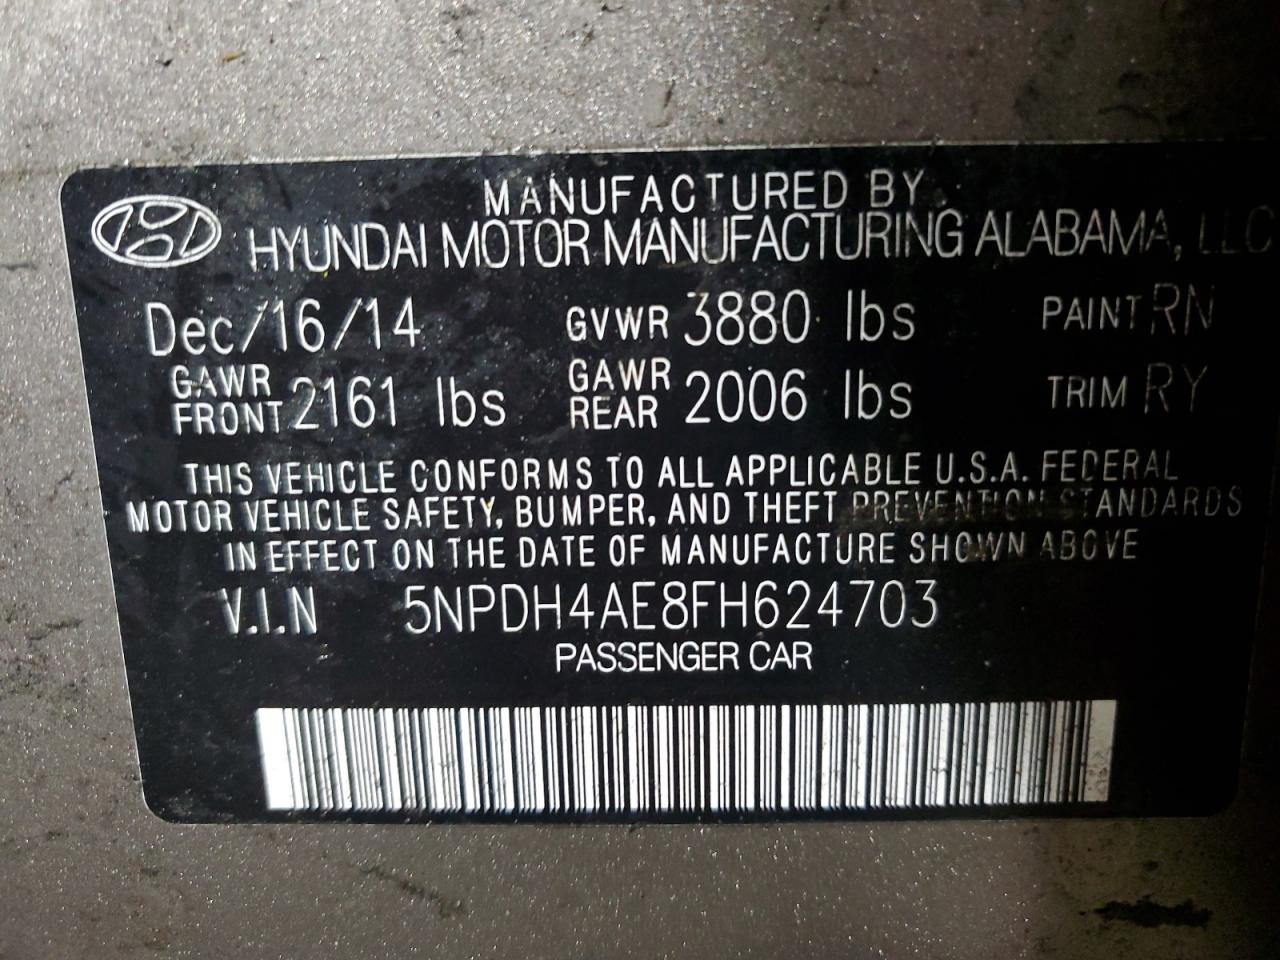 MANUFACTURED BY
HYUNDAI MOTOR MANUFACTURING ALABAMA, LLC
Dec/16/14 GVWR 3880 lbs PAINT RN
GAWR FRONT 2161 lbs GAWR REAR 2006 lbs TRIM RY
THIS VEHICLE CONFORMS TO ALL APPLICABLE U.S.A. FEDERAL
MOTOR VEHICLE SAFETY, BUMPER, AND THEFT PREVENTION STANDARDS
IN EFFECT ON THE DATE OF MANUFACTURE SHOWN ABOVE
V.I.N 5NPDH4AE8FH624703
PASSENGER CAR